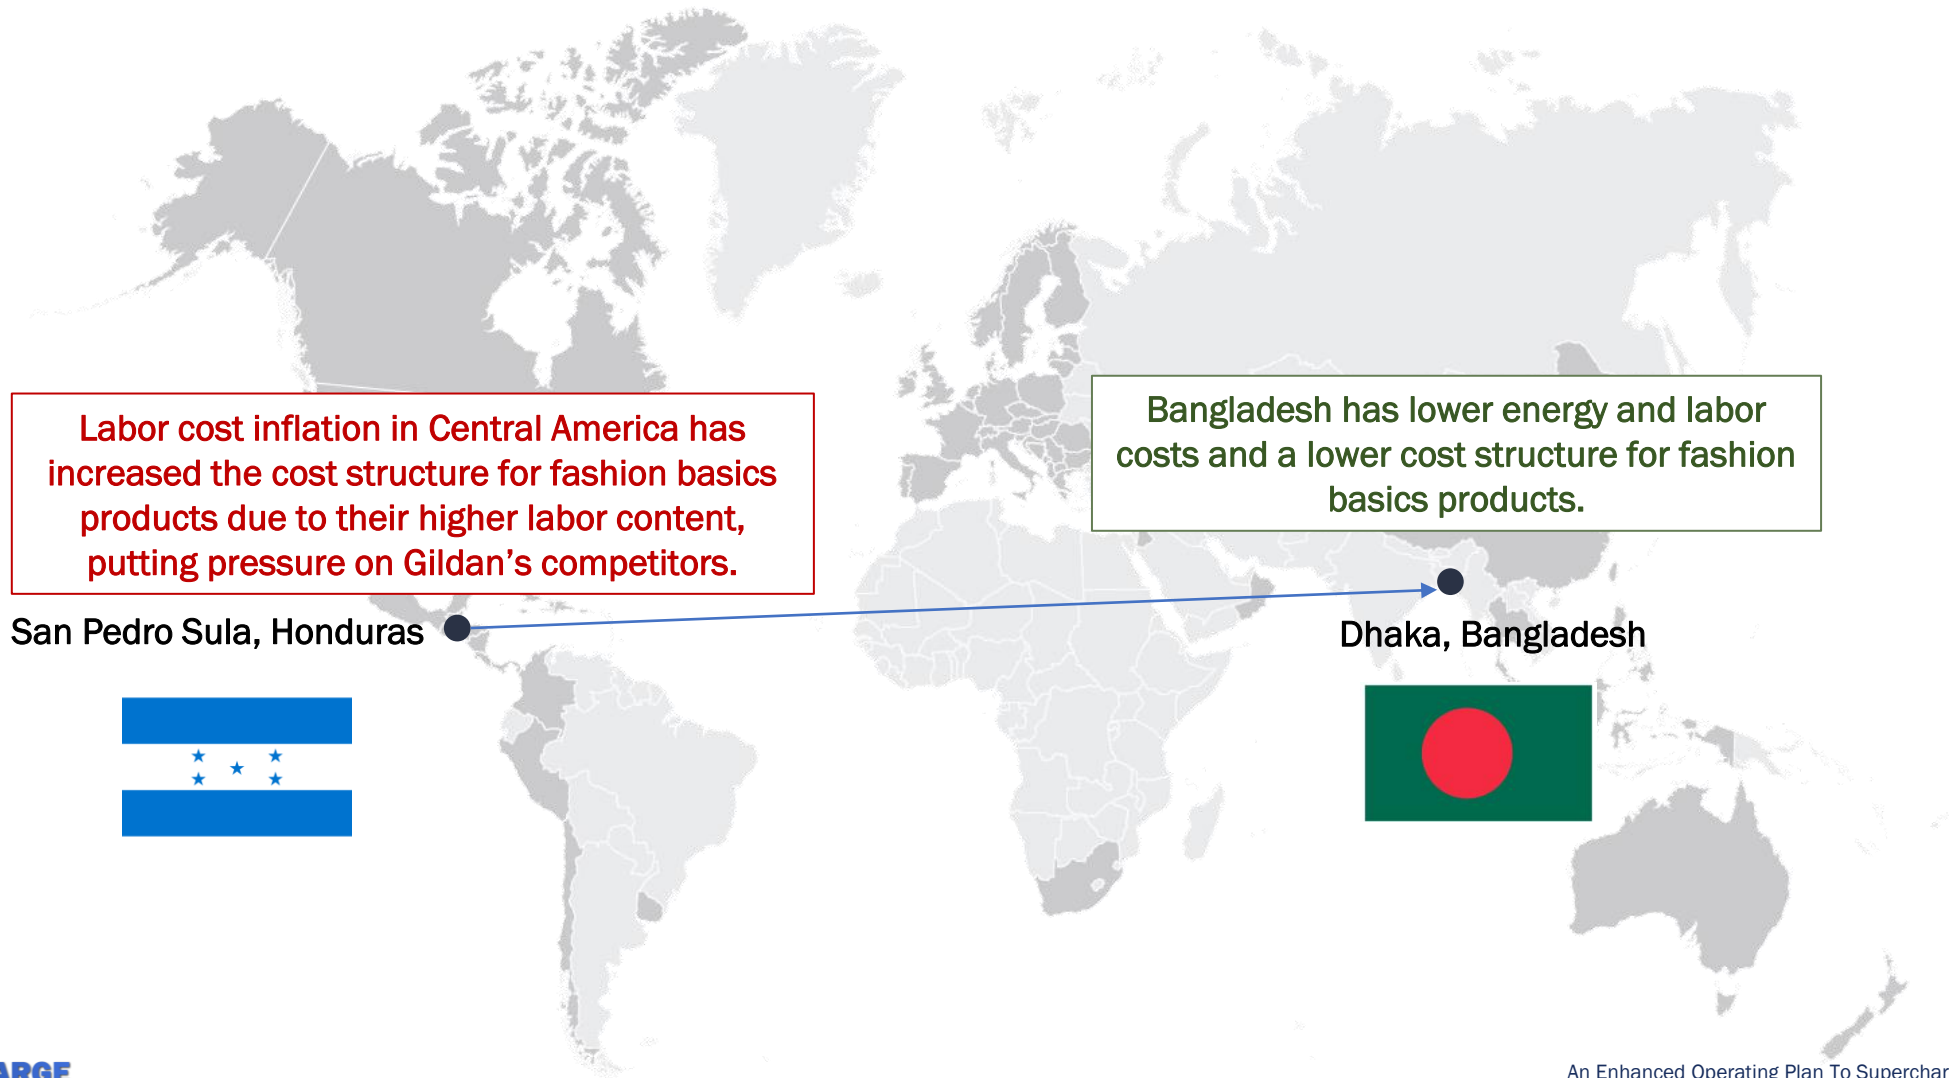 Labor cost inflation in Central America has
increased the cost structure for fashion basics
products due to their higher labor content,
putting pressure on Gildan's competitors.
Bangladesh has lower energy and labor
costs and a lower cost structure for fashion
basics products.
San Pedro Sula, Honduras
Dhaka, Bangladesh
ARGE
An Enhanced Operating Plan To Superchar